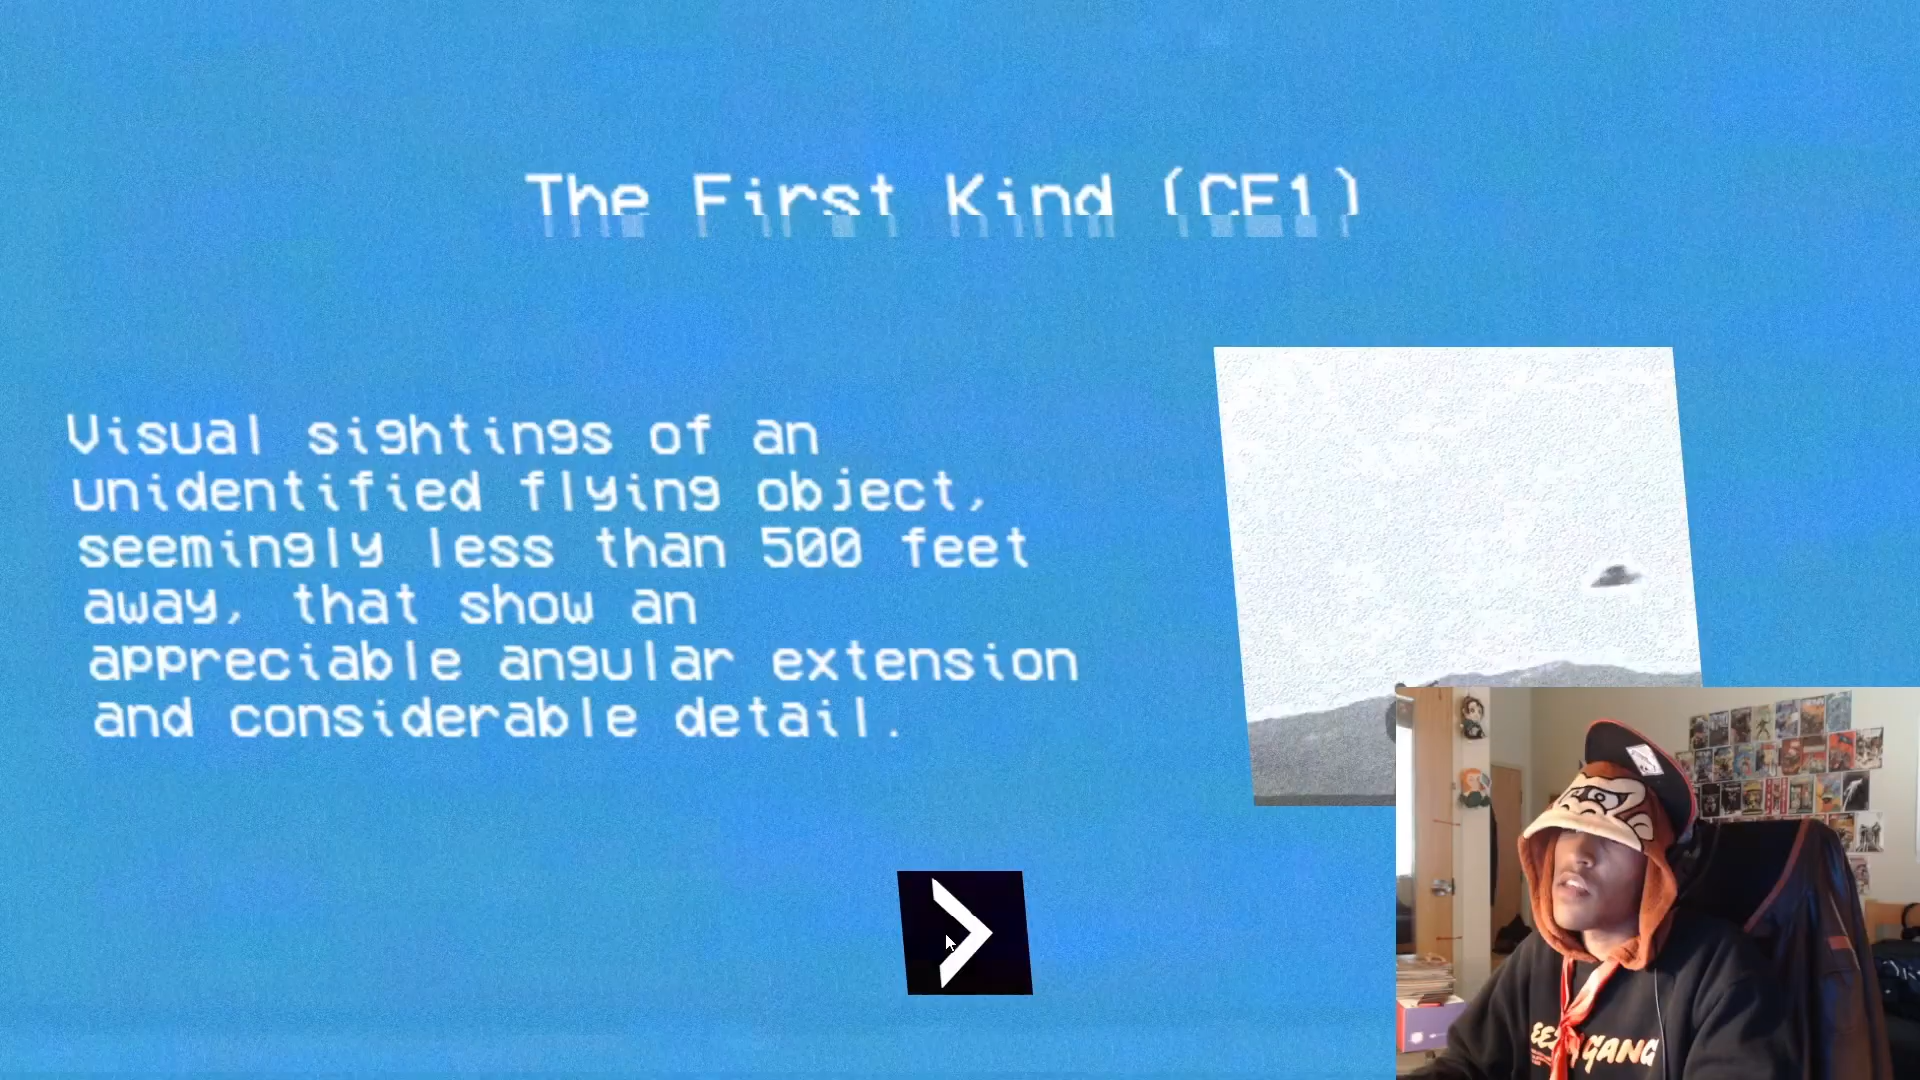 The First Kind (CE1)
Visual sightings of an
unidentified flying object,
seemingly less than 500 feet
away, that show an
appreciable angular extension
and considerable detail.
GANG